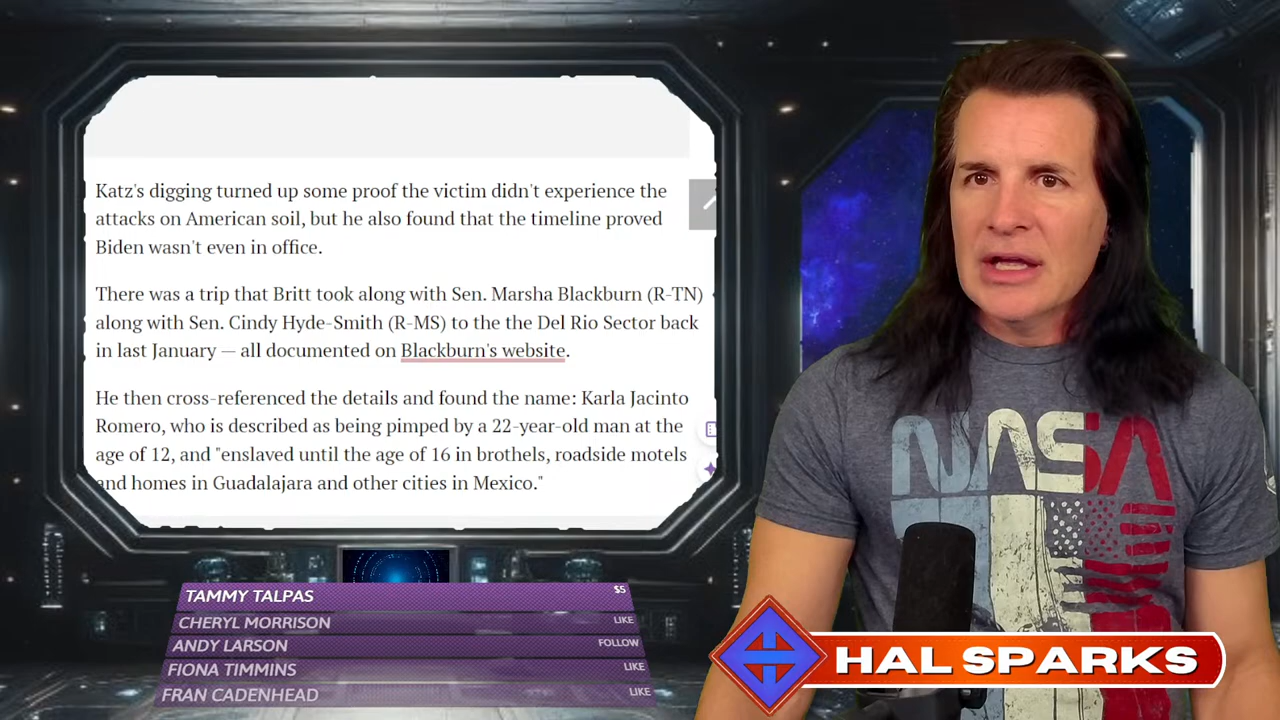 Katz's digging turned up some proof the victim didn't experience the
attacks on American soil, but he also found that the timeline proved
Biden wasn't even in office.
There was a trip that Britt took along with Sen. Marsha Blackburn (R-TN)
along with Sen. Cindy Hyde-Smith (R-MS) to the the Del Rio Sector back
in last January — all documented on Blackburn's website.
He then cross-referenced the details and found the name: Karla Jacinto
Romero, who is described as being pimped by a 22-year-old man at the
age of 12, and "enslaved until the age of 16 in brothels, roadside motels
and homes in Guadalajara and other cities in Mexico."
TAMMY TALPAS $5
CHERYL MORRISON LIKE
ANDY LARSON FOLLOW
FIONA TIMMINS LIKE
FRAN CADENHEAD LIKE
NASA
HAL SPARKS